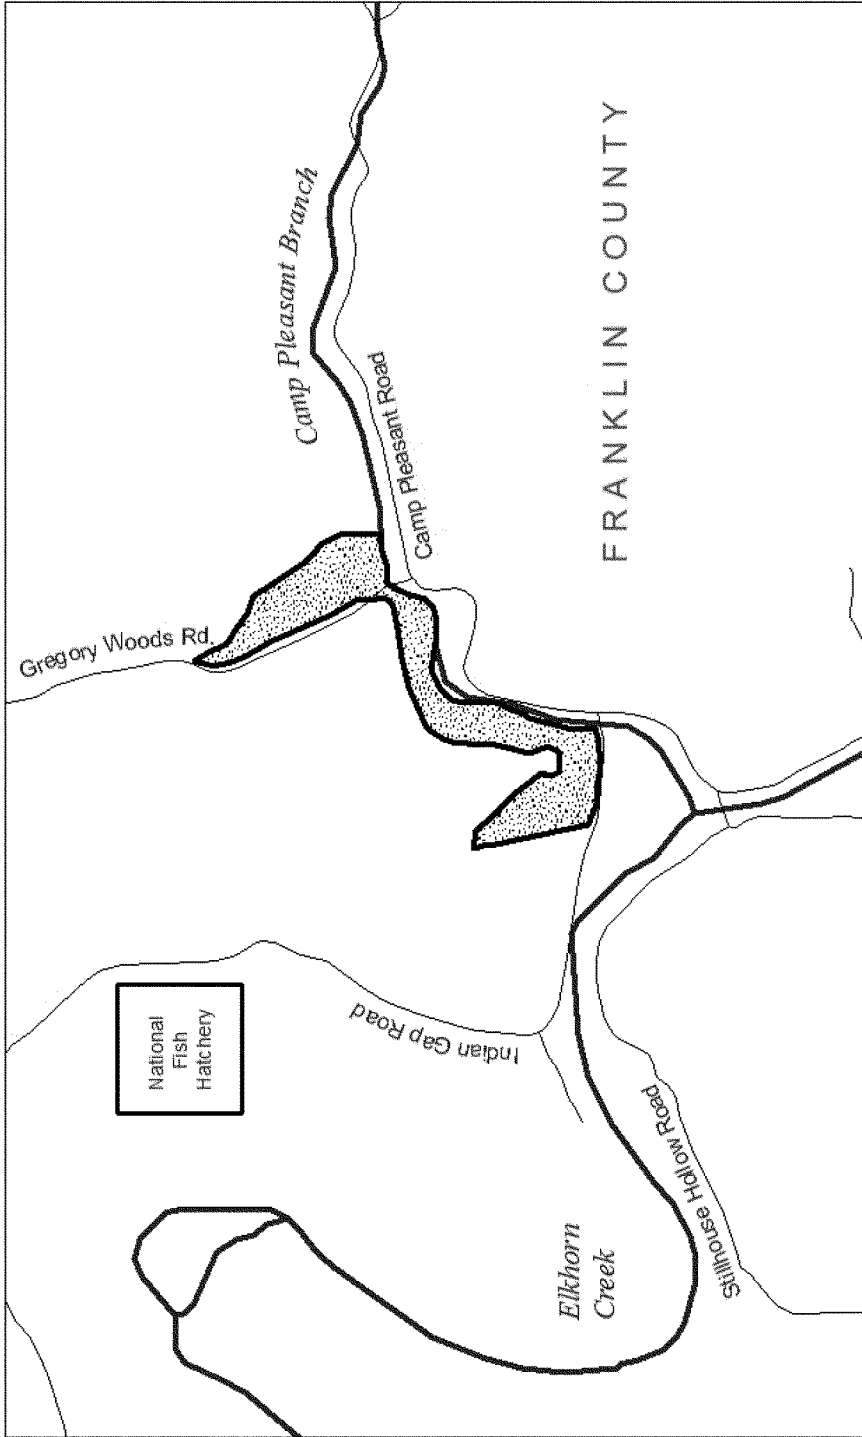 Gregory Woods Rd.
Camp Pleasant Branch
Camp Pleasant Road
FRANKLIN COUNTY
National
Fish
Hatchery
Indian Gap Road
Stillhouse Hollow Road
Elkhorn
Creek